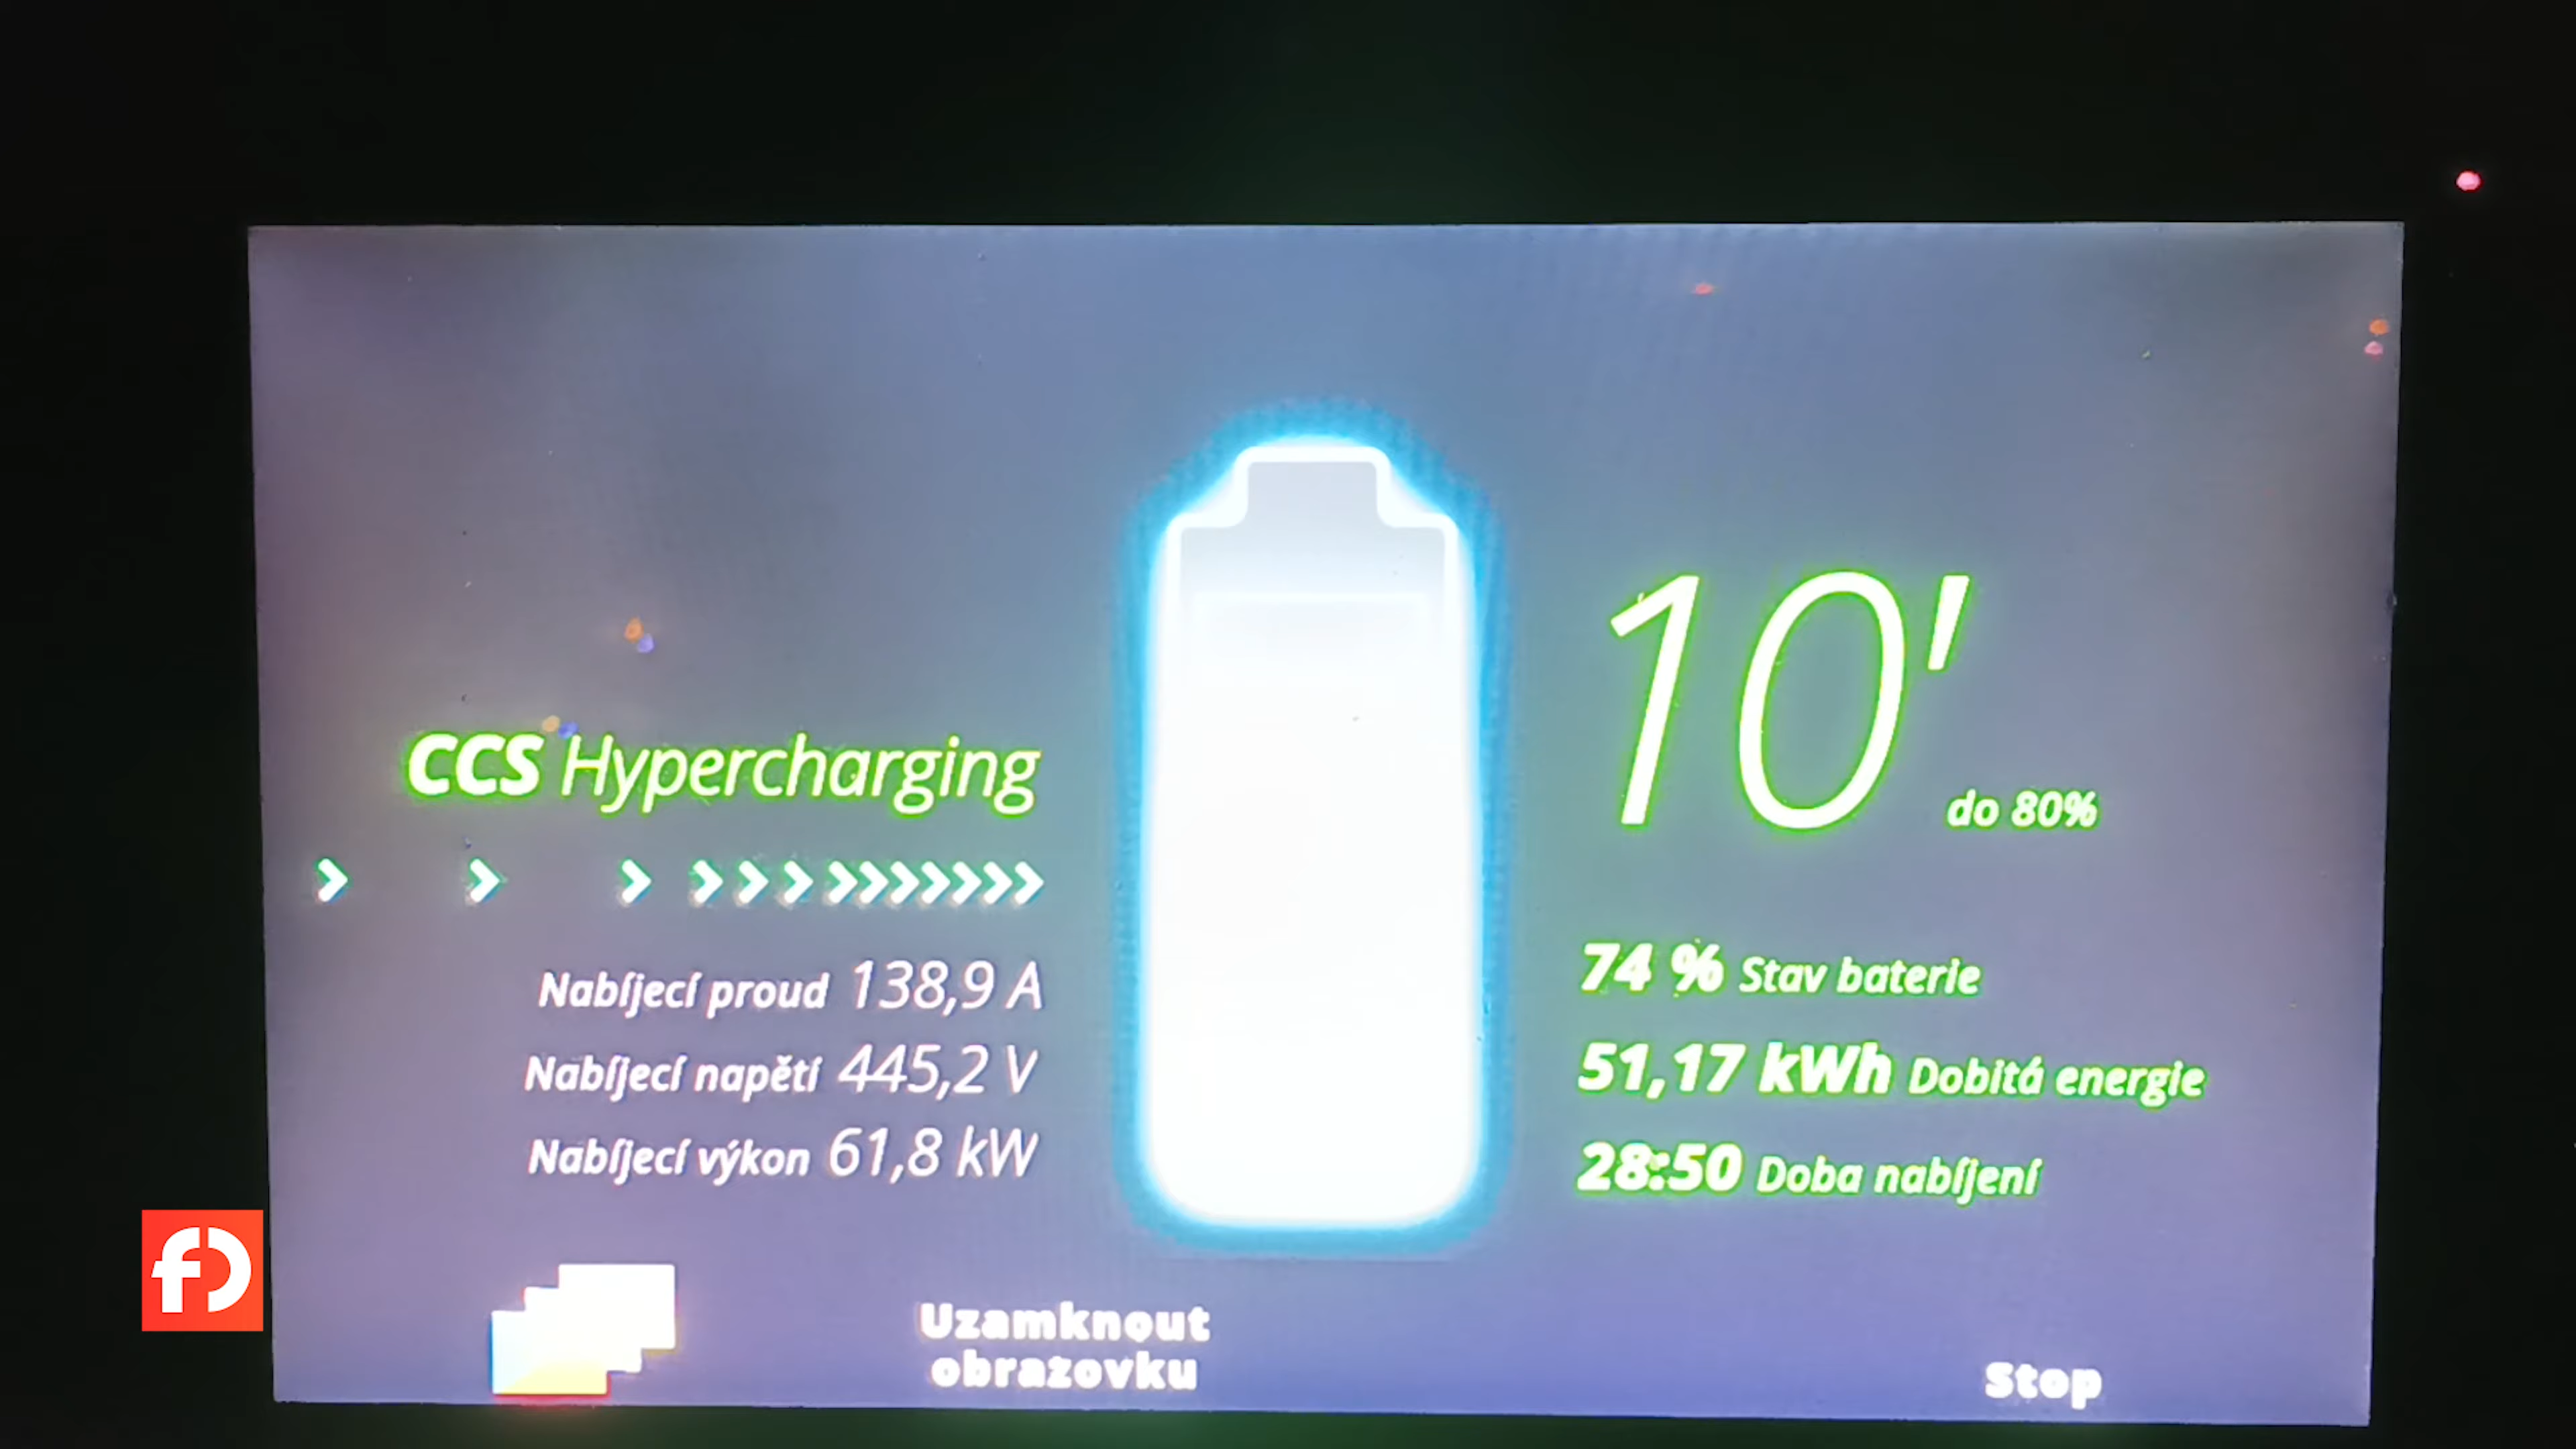 CCS Hypercharging
Nabíjecí proud 138,9 A
Nabíjecí napětí 445,2 V
Nabíjecí výkon 61,8 kW
10'
do 80%
74 % Stav baterie
51,17 kWh Dobitá energie
28:50 Doba nabíjení
Uzamknout
obrazovku
Stop